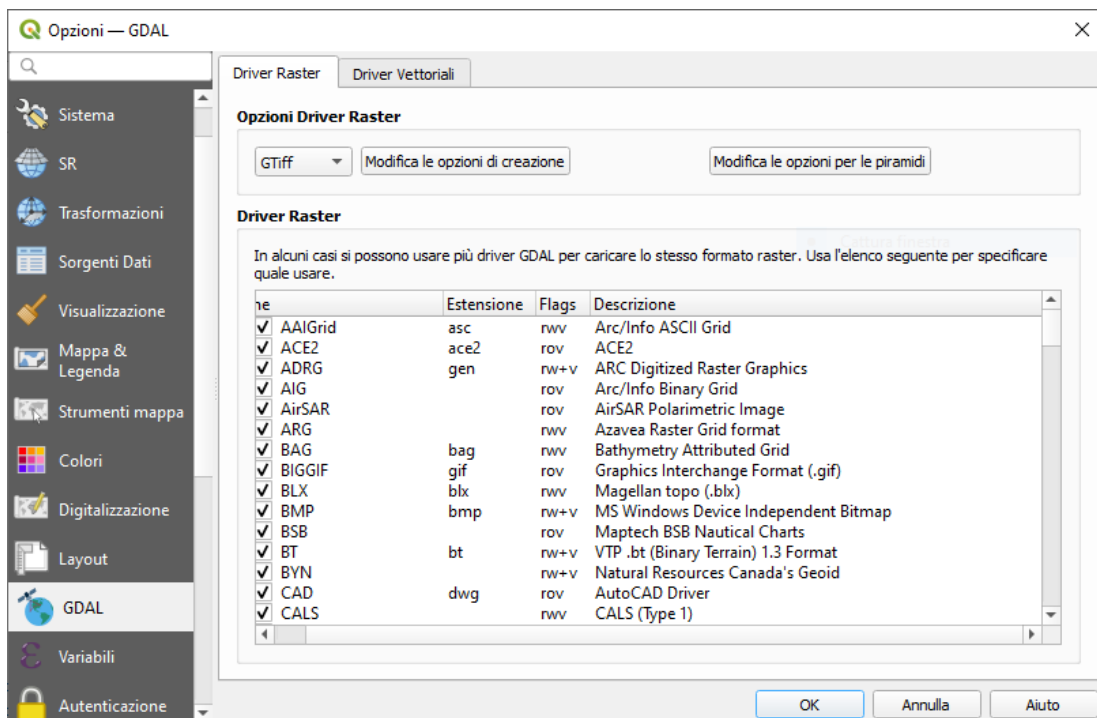 Opzioni — GDAL
Sistema
SR
Trasformazioni
Sorgenti Dati
Visualizzazione
Mappa &
Legenda
Strumenti mappa
Colori
Digitalizzazione
Layout
GDAL
Variabili
Autenticazione
Driver Raster
Driver Vettoriali
Opzioni Driver Raster
GTiff
Modifica le opzioni di creazione
Modifica le opzioni per le piramidi
Driver Raster
Cattura finestra
In alcuni casi si possono usare più driver GDAL per caricare lo stesso formato raster. Usa l'elenco seguente per specificare
quale usare.
ne Estensione Flags Descrizione
AAIGrid asc rwv Arc/Info ASCII Grid
ACE2 ace2 rov ACE2
ADRG gen rw+v ARC Digitized Raster Graphics
AIG rov Arc/Info Binary Grid
AirSAR rov AirSAR Polarimetric Image
ARG rwv Azavea Raster Grid format
BAG bag rwv Bathymetry Attributed Grid
BIGGIF gif rov Graphics Interchange Format (.gif)
BLX blx rwv Magellan topo (.blx)
BMP bmp rw+v MS Windows Device Independent Bitmap
BSB rov Maptech BSB Nautical Charts
BT bt rw+v VTP .bt (Binary Terrain) 1.3 Format
BYN rw+v Natural Resources Canada's Geoid
CAD dwg rov AutoCAD Driver
CALS rwv CALS (Type 1)
OK
Annulla
Aiuto